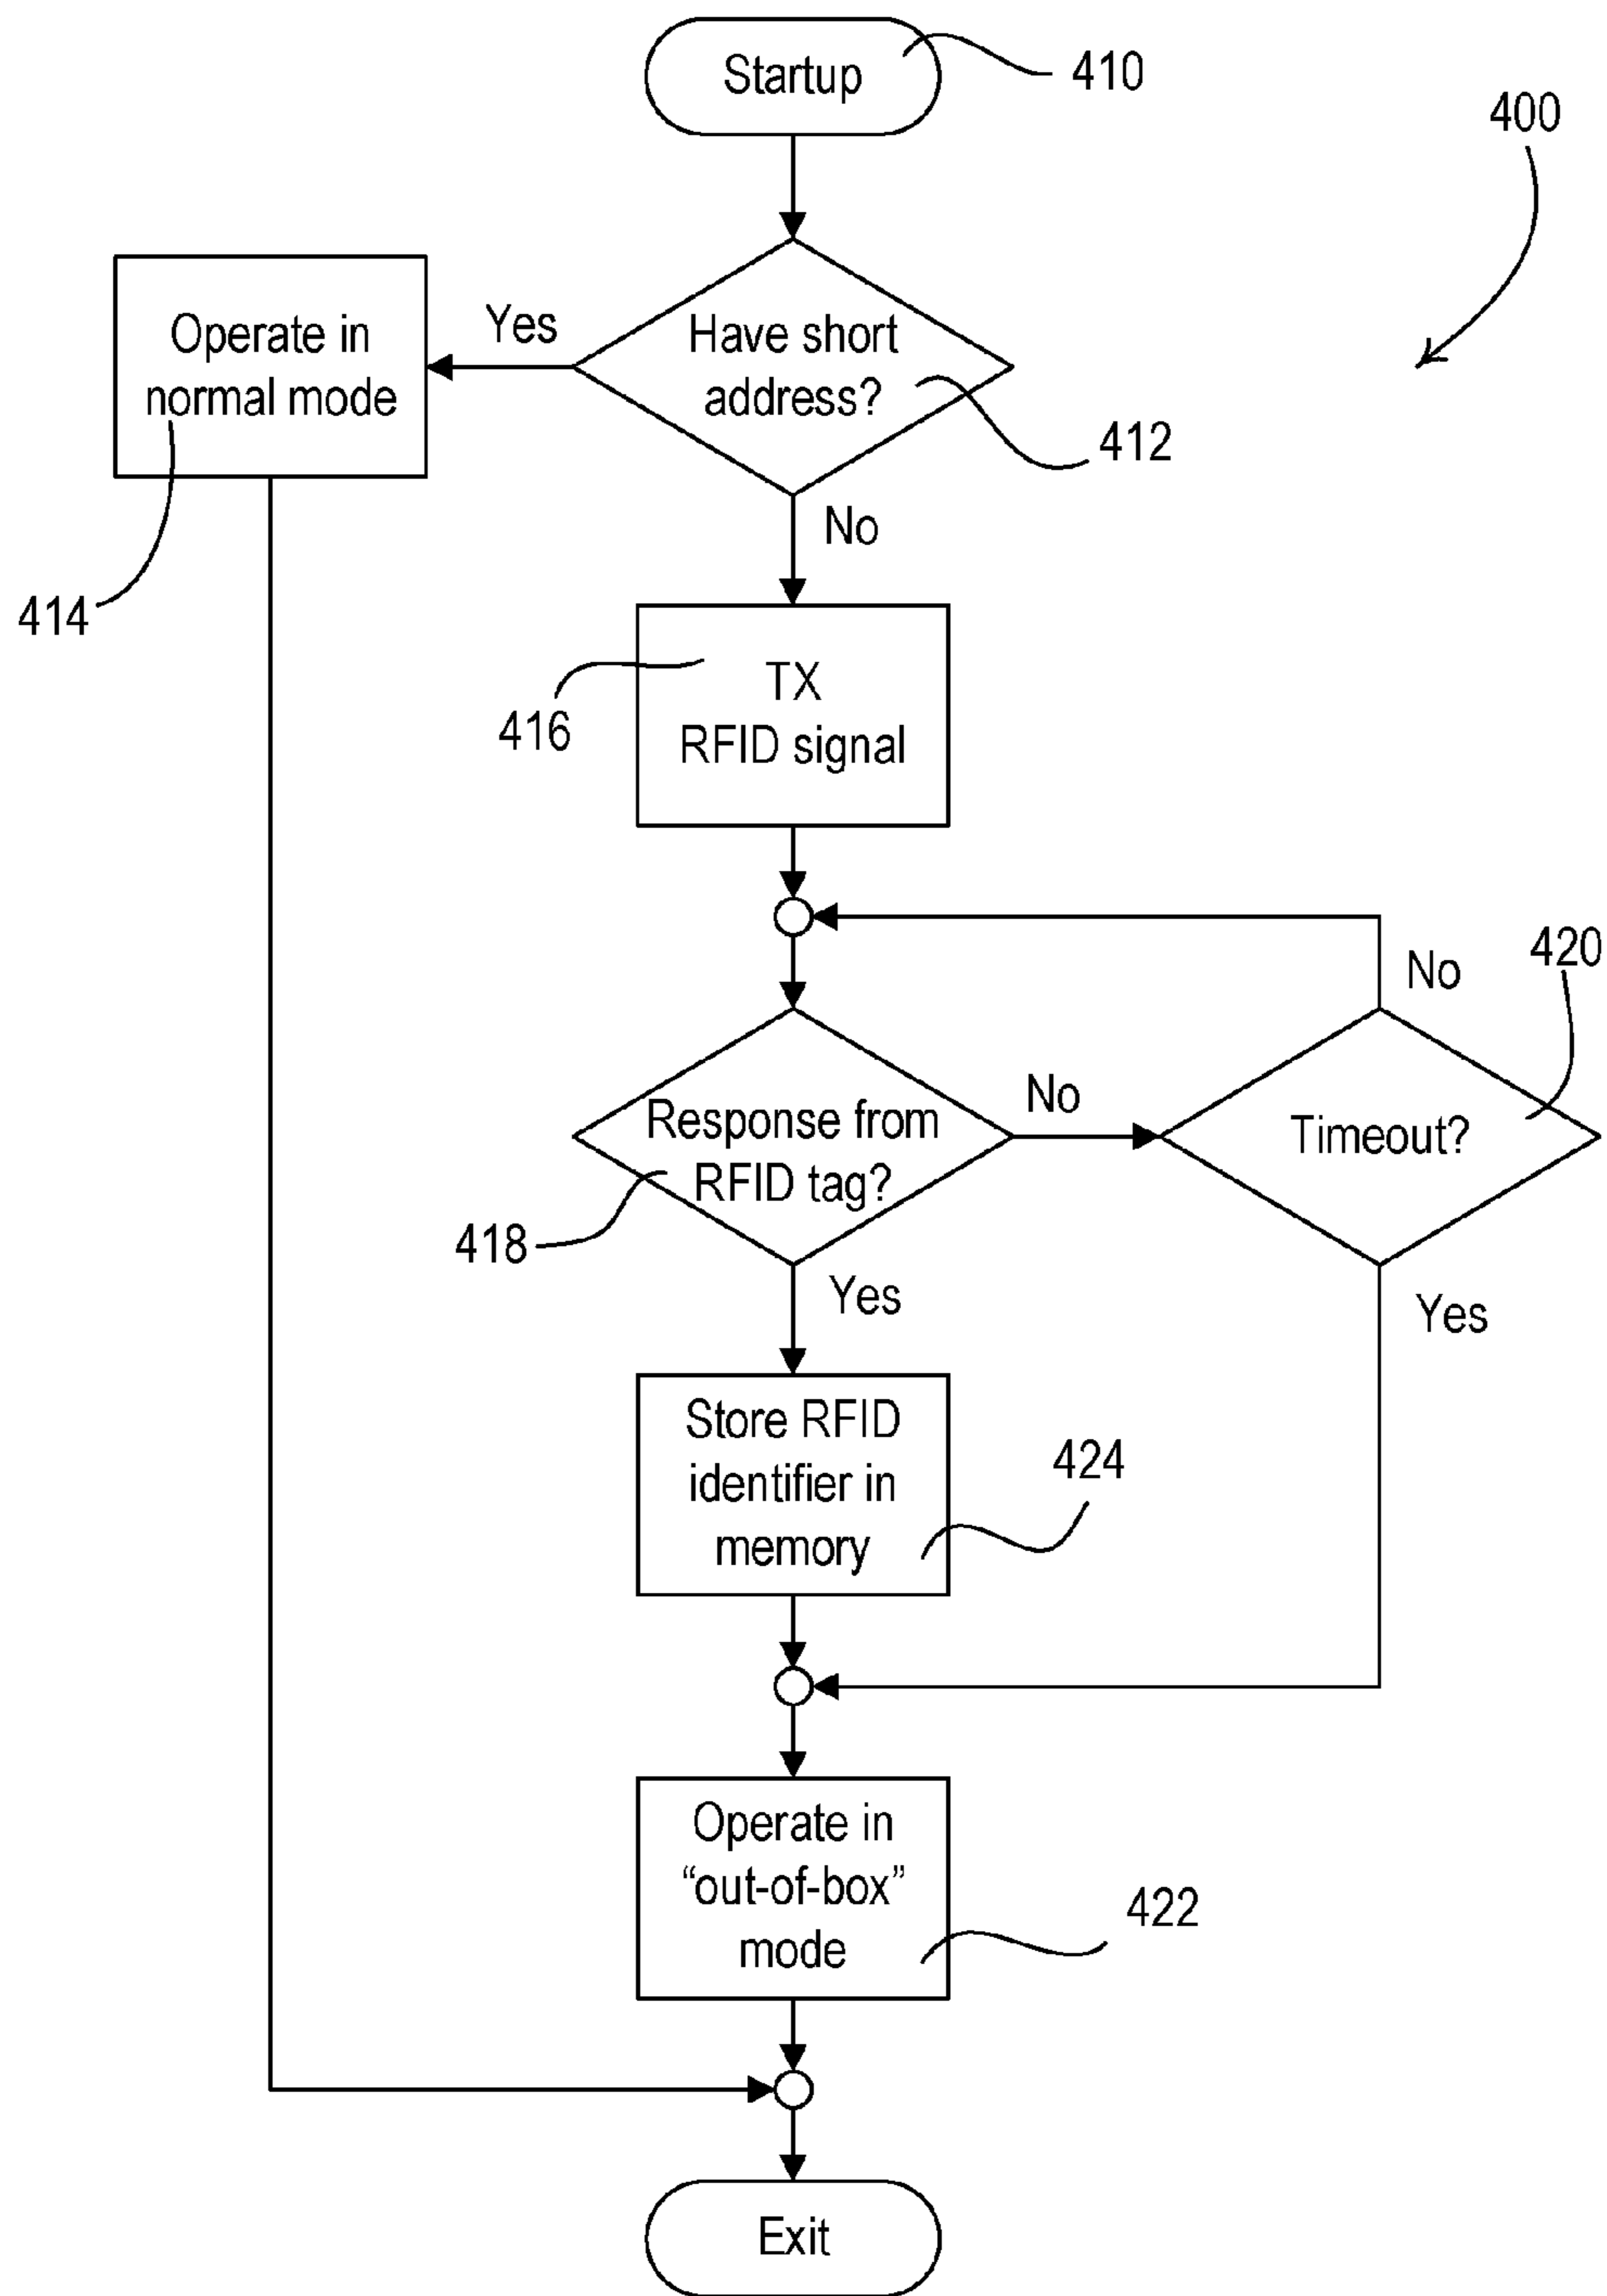 Startup
410
400
Have short
address?
412
Yes
Operate in
normal mode
414
No
TX
RFID signal
416
Response from
RFID tag?
418
No
Timeout?
420
No
Yes
Yes
Store RFID
identifier in
memory
424
Operate in
“out-of-box”
mode
422
Exit